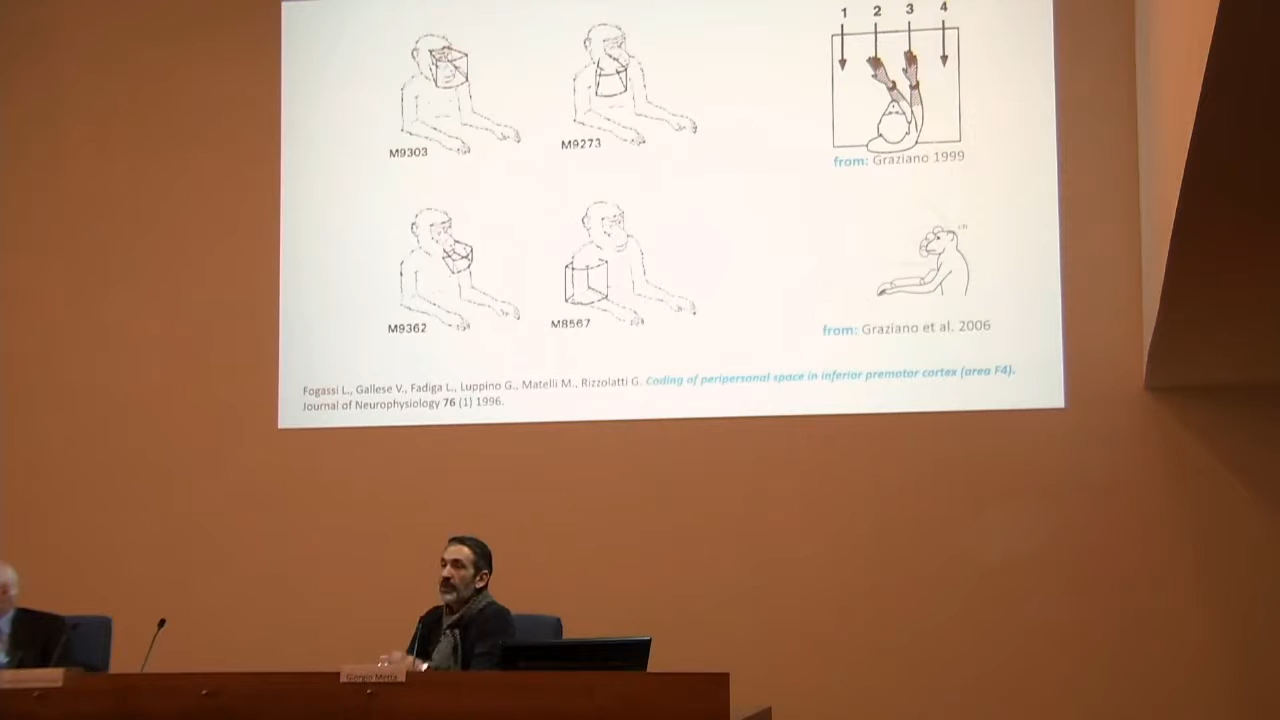 1 2 3 4
M9303
M9273
from: Graziano 1999
M9362
M8567
from: Graziano et al. 2006
Fogassi L., Gallese V., Fadiga L., Luppino G., Matelli M., Rizzolatti G. Coding of peripersonal space in inferior premotor cortex (area F4).
Journal of Neurophysiology 76 (1) 1996.
Giorgio Metta